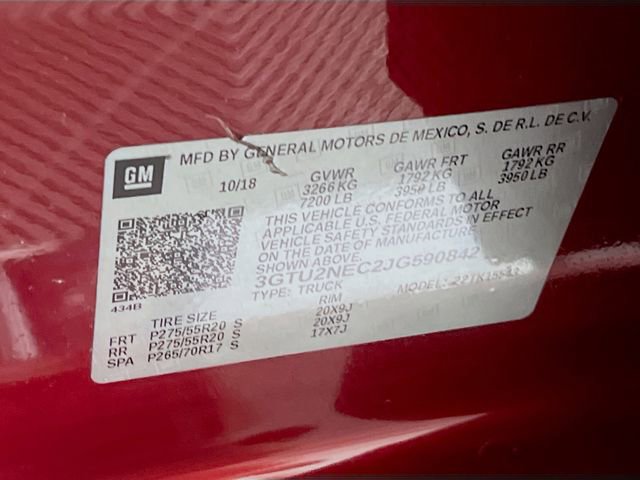 GM
MFD BY GENERAL MOTORS DE MEXICO, S. DE R.L. DE C.V.
10/18 GVWR GAWR FRT GAWR RR
3266 KG 1792 KG 1792 KG
7200 LB 3950 LB 3950 LB
THIS VEHICLE CONFORMS TO ALL
APPLICABLE U.S. FEDERAL MOTOR
VEHICLE SAFETY STANDARDS IN EFFECT
ON THE DATE OF MANUFACTURE
SHOWN ABOVE.
3GTU2NEC2JG590842
TYPE: TRUCK MODEL:
434B
TIRE SIZE RIM
FRT P275/55R20 S 20X9J
RR P275/55R20 S 20X9J
SPA P265/70R17 S 17X7J